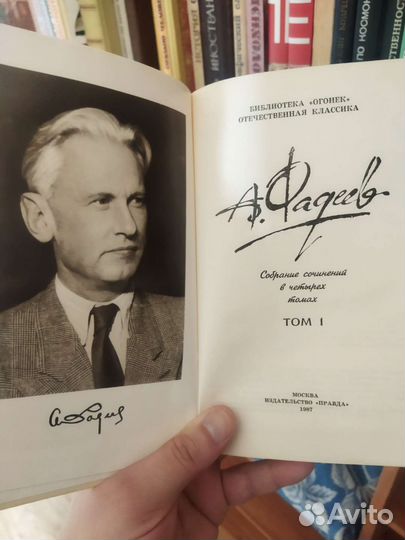 БИБЛИОТЕКА «ОГОНЕК»
ОТЕЧЕСТВЕННАЯ КЛАССИКА
А. Фадеев
Собрание сочинений
в четырех
томах
ТОМ 1
МОСКВА
ИЗДАТЕЛЬСТВО «ПРАВДА»
1987
Avito